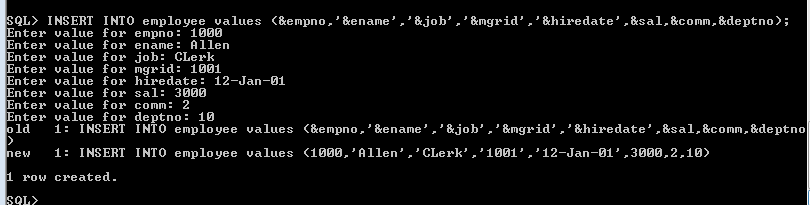 SQL> INSERT INTO employee values (&empno,'&ename','&job','&mgrid','&hiredate',&sal,&comm,&deptno);
Enter value for empno: 1000
Enter value for ename: Allen
Enter value for job: CLerk
Enter value for mgrid: 1001
Enter value for hiredate: 12-Jan-01
Enter value for sal: 3000
Enter value for comm: 2
Enter value for deptno: 10
old   1: INSERT INTO employee values (&empno,'&ename','&job','&mgrid','&hiredate',&sal,&comm,&deptno
)
new   1: INSERT INTO employee values (1000,'Allen','CLerk','1001','12-Jan-01',3000,2,10)
1 row created.
SQL>